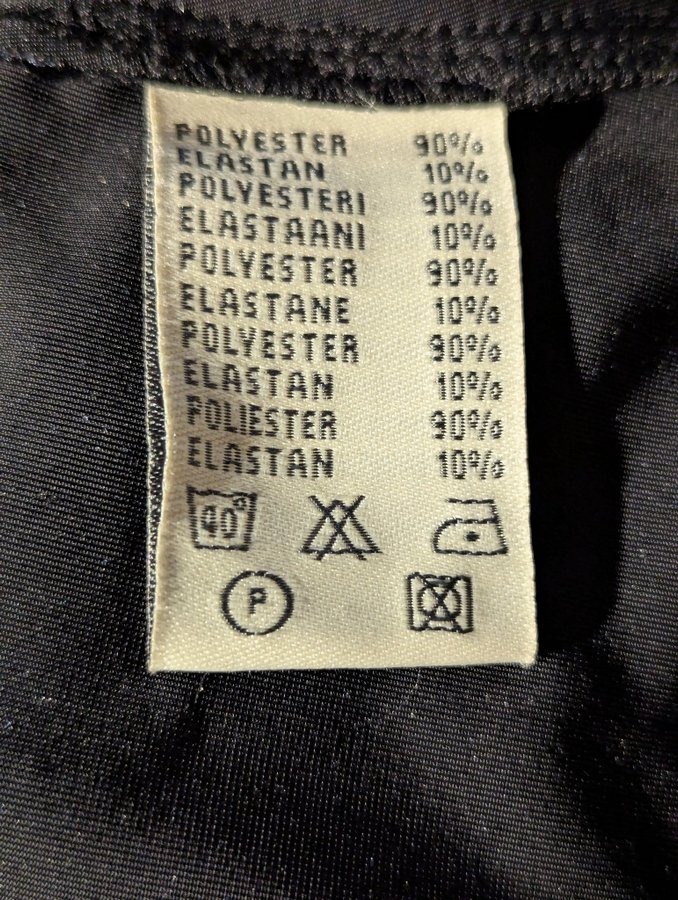 POLYESTER 90%
ELASTAN 10%
POLYESTERI 90%
ELASTAANI 10%
POLYESTER 90%
ELASTANE 10%
POLYESTER 90%
ELASTAN 10%
POLIESTER 90%
ELASTAN 10%
40°
P